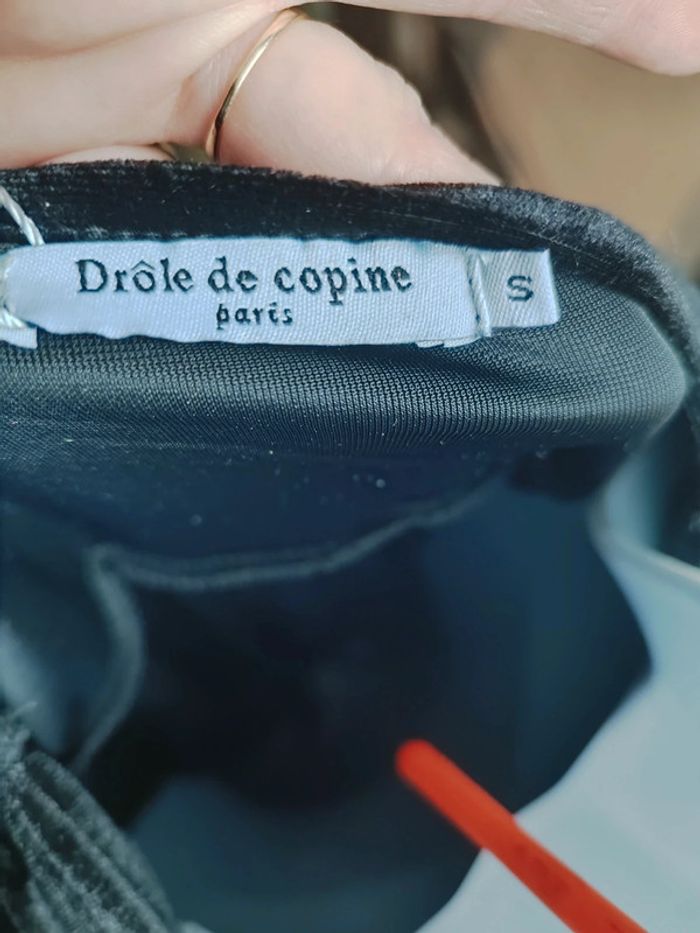 Drôle de copine
paris
S